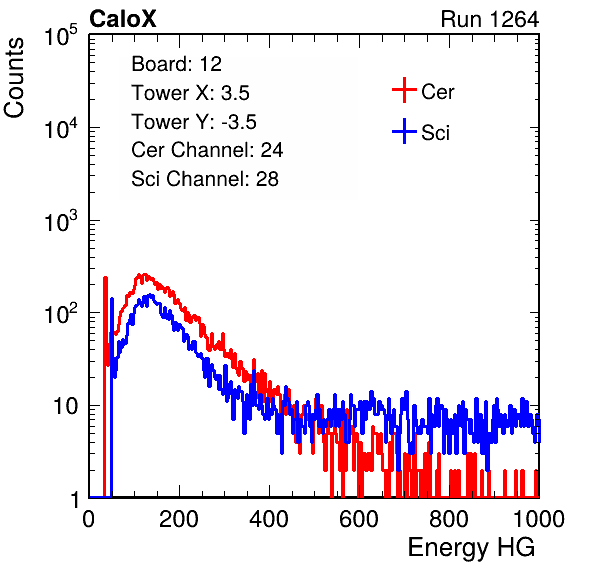 CaloX Run 1264
Counts
Board: 12
Tower X: 3.5
Tower Y: -3.5
Cer Channel: 24
Sci Channel: 28
Cer
Sci
10^5
10^4
10^3
10^2
10
1
0 200 400 600 800 1000
Energy HG